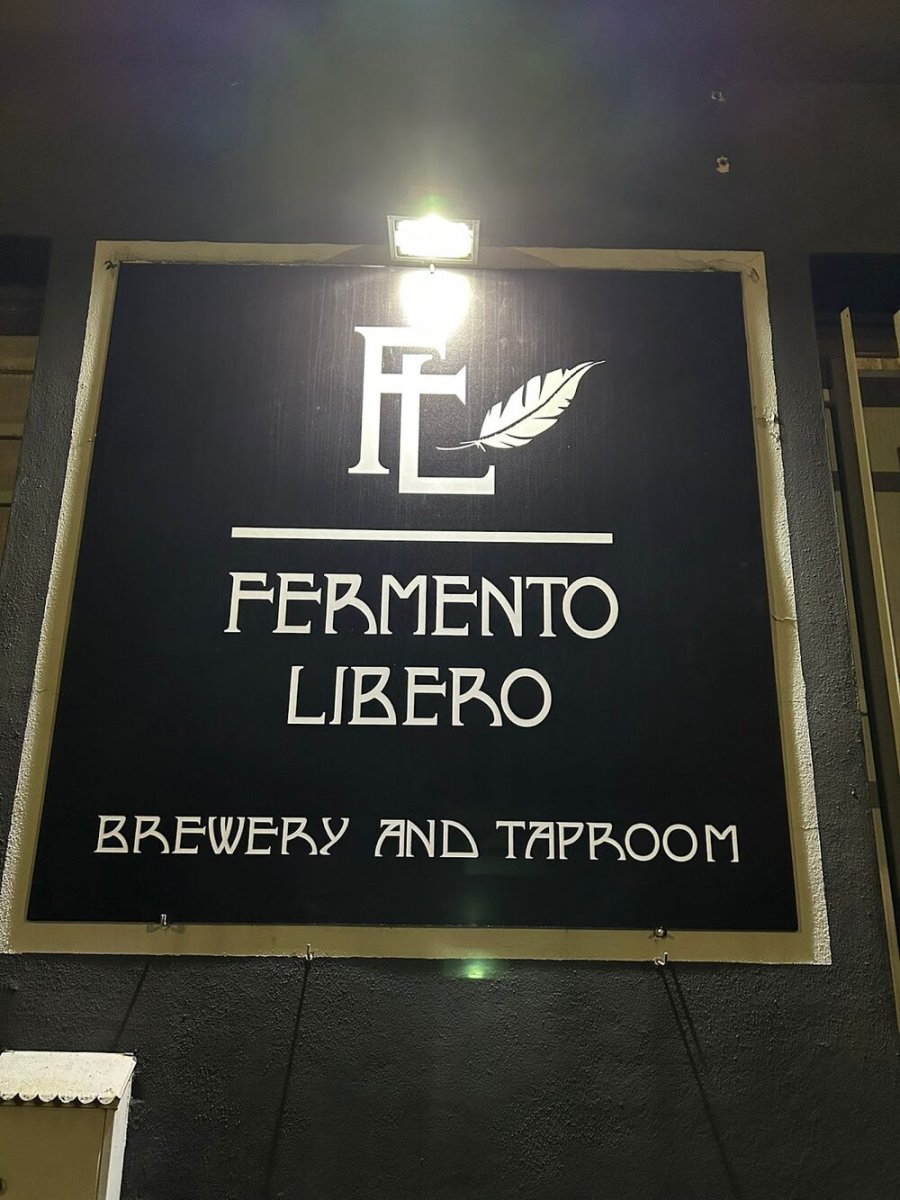 FL
FERMENTO
LIBERO
BREWERY AND TAPROOM